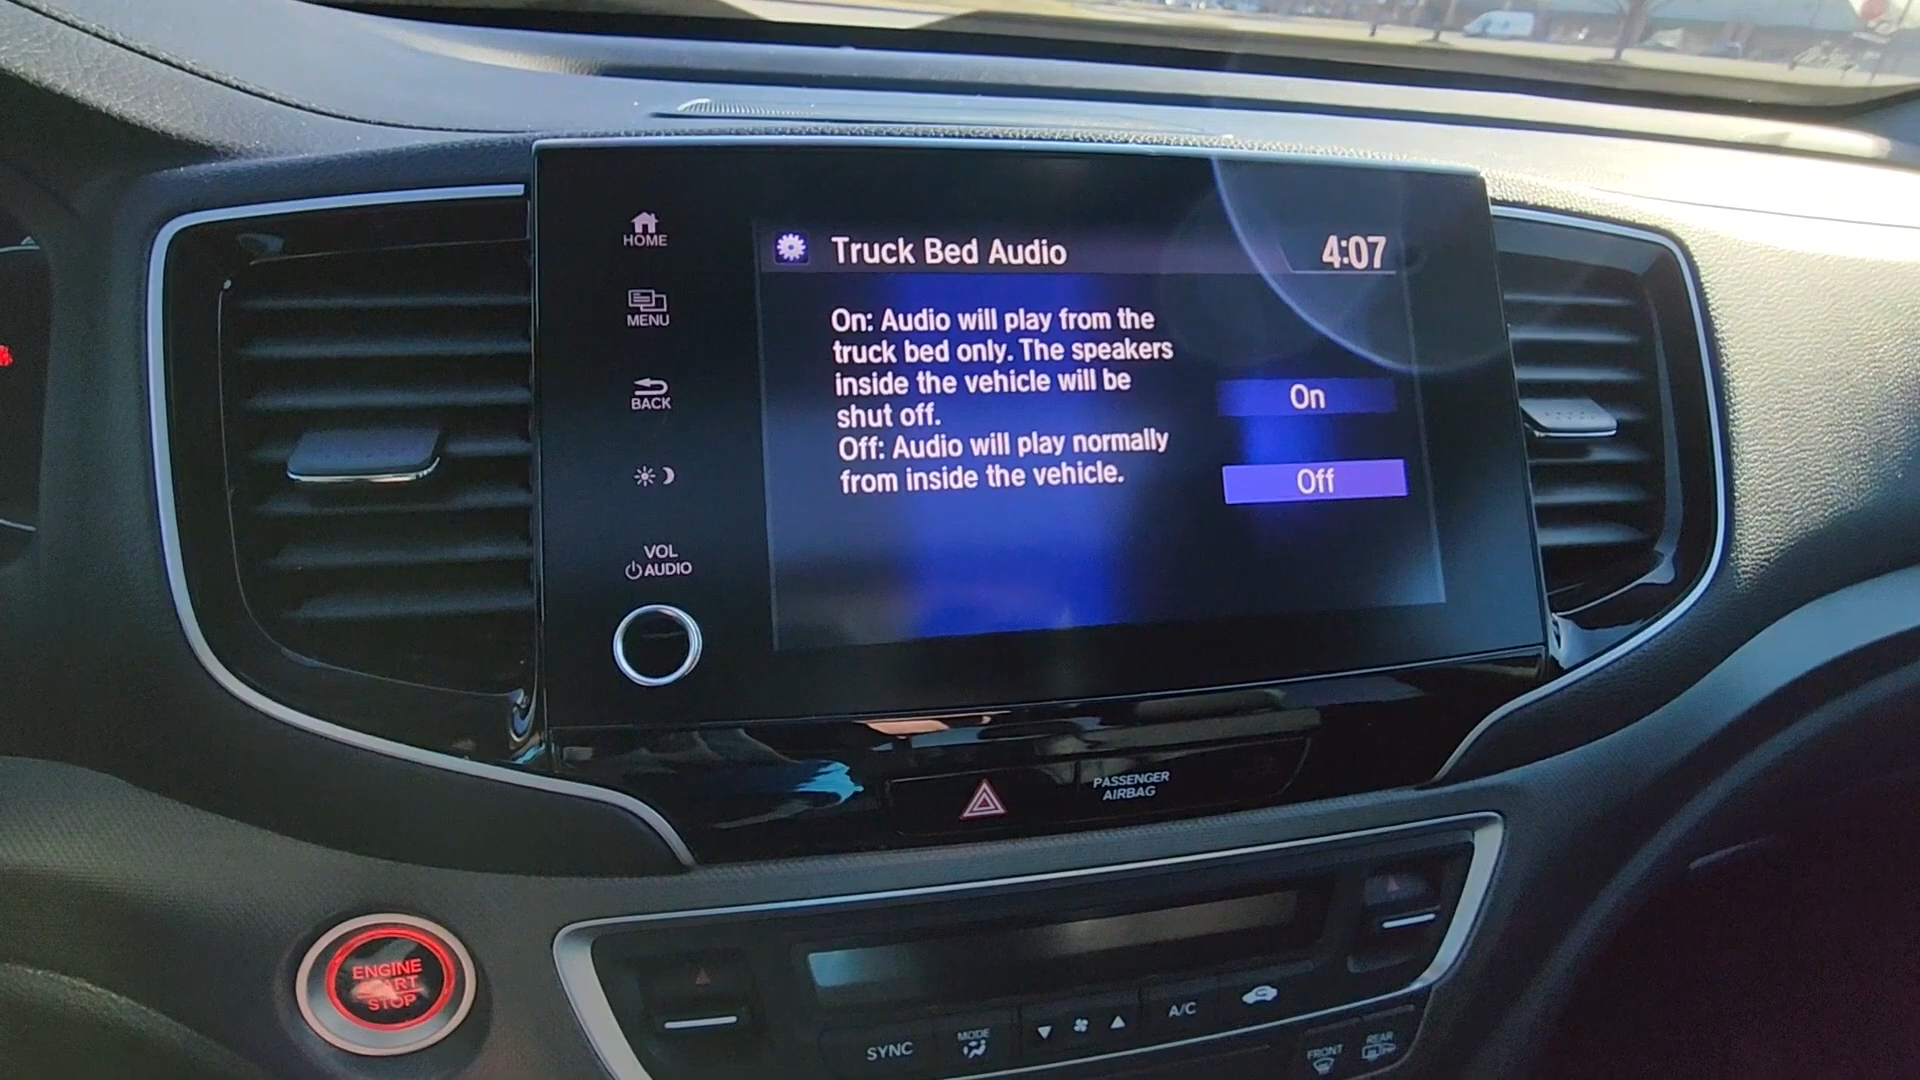 HOME
MENU
BACK
VOL
AUDIO
Truck Bed Audio
4:07
On: Audio will play from the
truck bed only. The speakers
inside the vehicle will be
shut off.
Off: Audio will play normally
from inside the vehicle.
On
Off
PASSENGER
AIRBAG
ENGINE
START
STOP
SYNC
MODE
A/C
FRONT
REAR